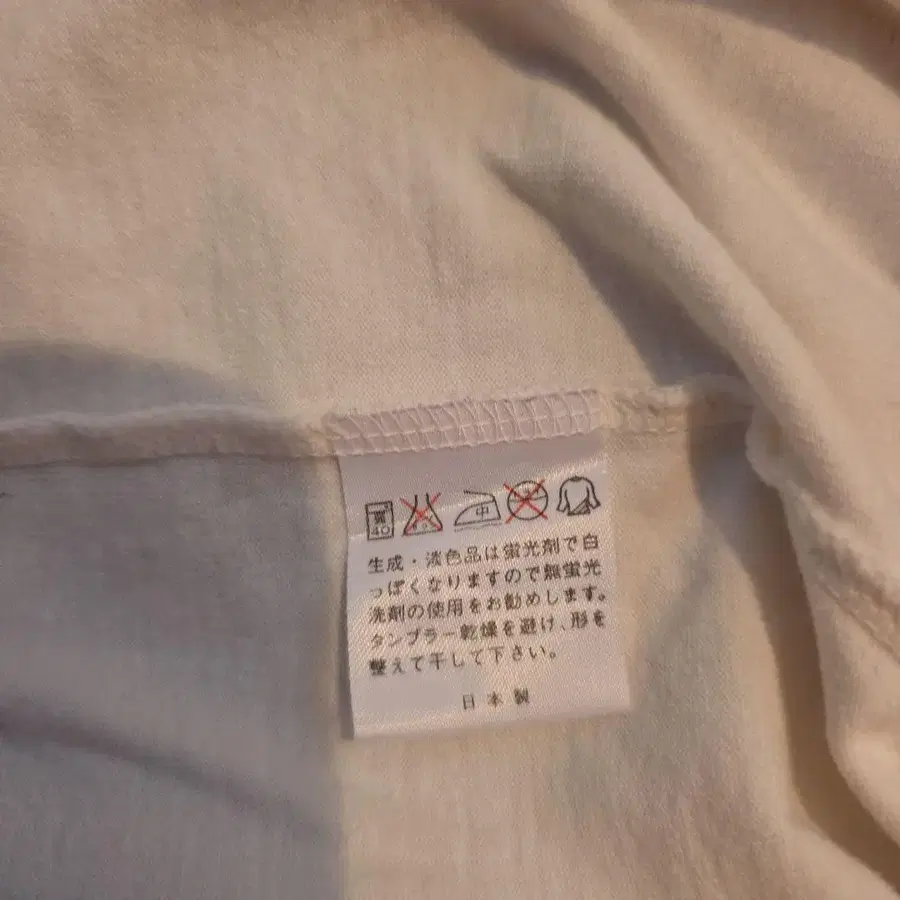 40 中
生成・淡色品は蛍光剤で白
っぽくなりますので無蛍光
洗剤の使用をお勧めします。
タンブラー乾燥を避け、形を
整えて干して下さい。
日本製